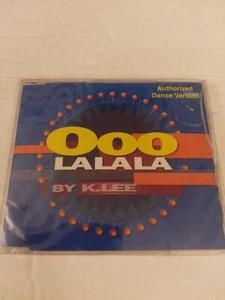 Authorized
Dance Version
Ooo
LALALA
BY K.LEE